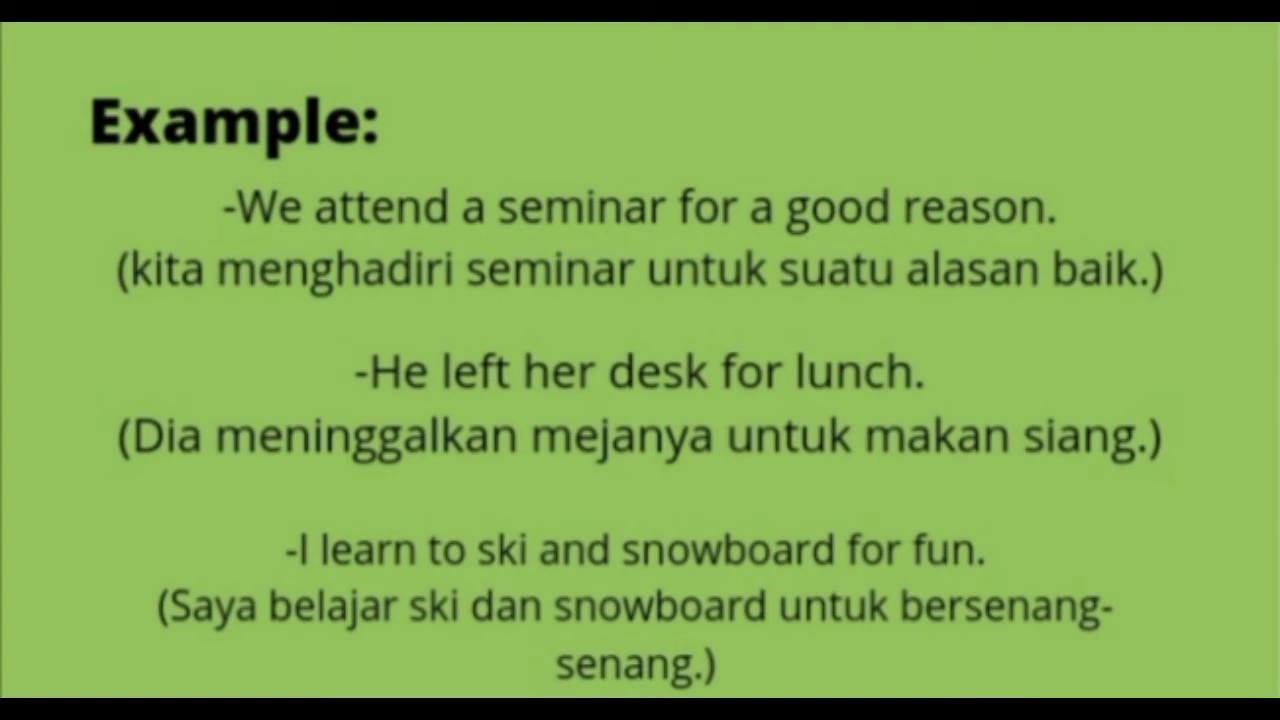 Example:
-We attend a seminar for a good reason.
(kita menghadiri seminar untuk suatu alasan baik.)
-He left her desk for lunch.
(Dia meninggalkan mejanya untuk makan siang.)
-I learn to ski and snowboard for fun.
(Saya belajar ski dan snowboard untuk bersenang-
senang.)